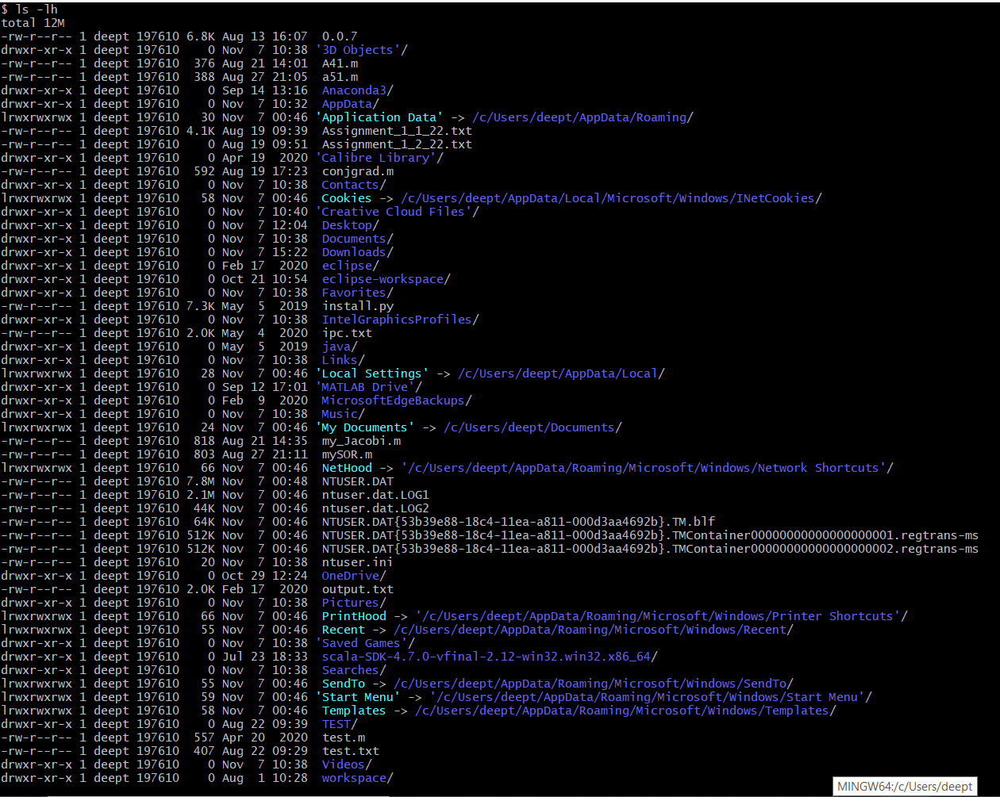 $ ls -lh
total 12M
-rw-r--r-- 1 deept 197610 6.8K Aug 13 16:07  0.0.7
drwxr-xr-x 1 deept 197610    0 Nov  7 10:38 '3D Objects'/
-rw-r--r-- 1 deept 197610  376 Aug 21 14:01  A41.m
-rw-r--r-- 1 deept 197610  388 Aug 27 21:05  a51.m
drwxr-xr-x 1 deept 197610    0 Sep 14 13:16  Anaconda3/
drwxr-xr-x 1 deept 197610    0 Nov  7 10:32  AppData/
lrwxrwxrwx 1 deept 197610   30 Nov  7 00:46 'Application Data' -> /c/Users/deept/AppData/Roaming/
-rw-r--r-- 1 deept 197610 4.1K Aug 19 09:39  Assignment_1_1_22.txt
-rw-r--r-- 1 deept 197610    0 Aug 19 09:51  Assignment_1_2_22.txt
drwxr-xr-x 1 deept 197610    0 Apr 19  2020 'Calibre Library'/
-rw-r--r-- 1 deept 197610  592 Aug 19 17:23  conjgrad.m
drwxr-xr-x 1 deept 197610    0 Nov  7 10:38  Contacts/
lrwxrwxrwx 1 deept 197610   58 Nov  7 00:46  Cookies -> /c/Users/deept/AppData/Local/Microsoft/Windows/INetCookies/
drwxr-xr-x 1 deept 197610    0 Nov  7 10:40 'Creative Cloud Files'/
drwxr-xr-x 1 deept 197610    0 Nov  7 12:04  Desktop/
drwxr-xr-x 1 deept 197610    0 Nov  7 10:38  Documents/
drwxr-xr-x 1 deept 197610    0 Nov  7 15:22  Downloads/
drwxr-xr-x 1 deept 197610    0 Feb 17  2020  eclipse/
drwxr-xr-x 1 deept 197610    0 Oct 21 10:54  eclipse-workspace/
drwxr-xr-x 1 deept 197610    0 Nov  7 10:38  Favorites/
-rw-r--r-- 1 deept 197610 7.3K May  5  2019  install.py
drwxr-xr-x 1 deept 197610    0 Nov  7 10:38  IntelGraphicsProfiles/
-rw-r--r-- 1 deept 197610 2.0K May  4  2020  ipc.txt
drwxr-xr-x 1 deept 197610    0 May  5  2019  java/
drwxr-xr-x 1 deept 197610    0 Nov  7 10:38  Links/
lrwxrwxrwx 1 deept 197610   28 Nov  7 00:46 'Local Settings' -> /c/Users/deept/AppData/Local/
drwxr-xr-x 1 deept 197610    0 Sep 12 17:01 'MATLAB Drive'/
drwxr-xr-x 1 deept 197610    0 Feb  9  2020  MicrosoftEdgeBackups/
drwxr-xr-x 1 deept 197610    0 Nov  7 10:38  Music/
lrwxrwxrwx 1 deept 197610   24 Nov  7 00:46 'My Documents' -> /c/Users/deept/Documents/
-rw-r--r-- 1 deept 197610  818 Aug 21 14:35  my_Jacobi.m
-rw-r--r-- 1 deept 197610  803 Aug 27 21:11  mySOR.m
lrwxrwxrwx 1 deept 197610   66 Nov  7 00:46  NetHood -> '/c/Users/deept/AppData/Roaming/Microsoft/Windows/Network Shortcuts'/
-rw-r--r-- 1 deept 197610 7.8M Nov  7 00:48  NTUSER.DAT
-rw-r--r-- 1 deept 197610 2.1M Nov  7 00:46  ntuser.dat.LOG1
-rw-r--r-- 1 deept 197610  44K Nov  7 00:46  ntuser.dat.LOG2
-rw-r--r-- 1 deept 197610  64K Nov  7 00:46  NTUSER.DAT{53b39e88-18c4-11ea-a811-000d3aa4692b}.TM.blf
-rw-r--r-- 1 deept 197610 512K Nov  7 00:46  NTUSER.DAT{53b39e88-18c4-11ea-a811-000d3aa4692b}.TMContainer00000000000000000001.regtrans-ms
-rw-r--r-- 1 deept 197610 512K Nov  7 00:46  NTUSER.DAT{53b39e88-18c4-11ea-a811-000d3aa4692b}.TMContainer00000000000000000002.regtrans-ms
-rw-r--r-- 1 deept 197610   20 Nov  7 10:38  ntuser.ini
drwxr-xr-x 1 deept 197610    0 Oct 29 12:24  OneDrive/
-rw-r--r-- 1 deept 197610 2.0K Feb 17  2020  output.txt
drwxr-xr-x 1 deept 197610    0 Nov  7 10:38  Pictures/
lrwxrwxrwx 1 deept 197610   66 Nov  7 00:46  PrintHood -> '/c/Users/deept/AppData/Roaming/Microsoft/Windows/Printer Shortcuts'/
lrwxrwxrwx 1 deept 197610   55 Nov  7 00:46  Recent -> /c/Users/deept/AppData/Roaming/Microsoft/Windows/Recent/
drwxr-xr-x 1 deept 197610    0 Nov  7 10:38 'Saved Games'/
drwxr-xr-x 1 deept 197610    0 Jul 23 18:33  scala-SDK-4.7.0-vfinal-2.12-win32.win32.x86_64/
drwxr-xr-x 1 deept 197610    0 Nov  7 10:38  Searches/
lrwxrwxrwx 1 deept 197610   55 Nov  7 00:46  SendTo -> /c/Users/deept/AppData/Roaming/Microsoft/Windows/SendTo/
lrwxrwxrwx 1 deept 197610   59 Nov  7 00:46 'Start Menu' -> '/c/Users/deept/AppData/Roaming/Microsoft/Windows/Start Menu'/
lrwxrwxrwx 1 deept 197610   58 Nov  7 00:46  Templates -> /c/Users/deept/AppData/Roaming/Microsoft/Windows/Templates/
drwxr-xr-x 1 deept 197610    0 Aug 22 09:39  TEST/
-rw-r--r-- 1 deept 197610  557 Apr 20  2020  test.m
-rw-r--r-- 1 deept 197610  407 Aug 22 09:29  test.txt
drwxr-xr-x 1 deept 197610    0 Nov  7 10:38  Videos/
drwxr-xr-x 1 deept 197610    0 Aug  1 10:28  workspace/
MINGW64:/c/Users/deept